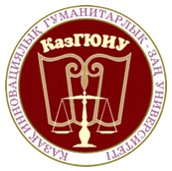 ҚАЗАҚ ИННОВАЦИЯЛЫҚ ГУМАНИТАРЛЫҚ - ЗАҢ УНИВЕРСИТЕТІ
КазГЮИУ